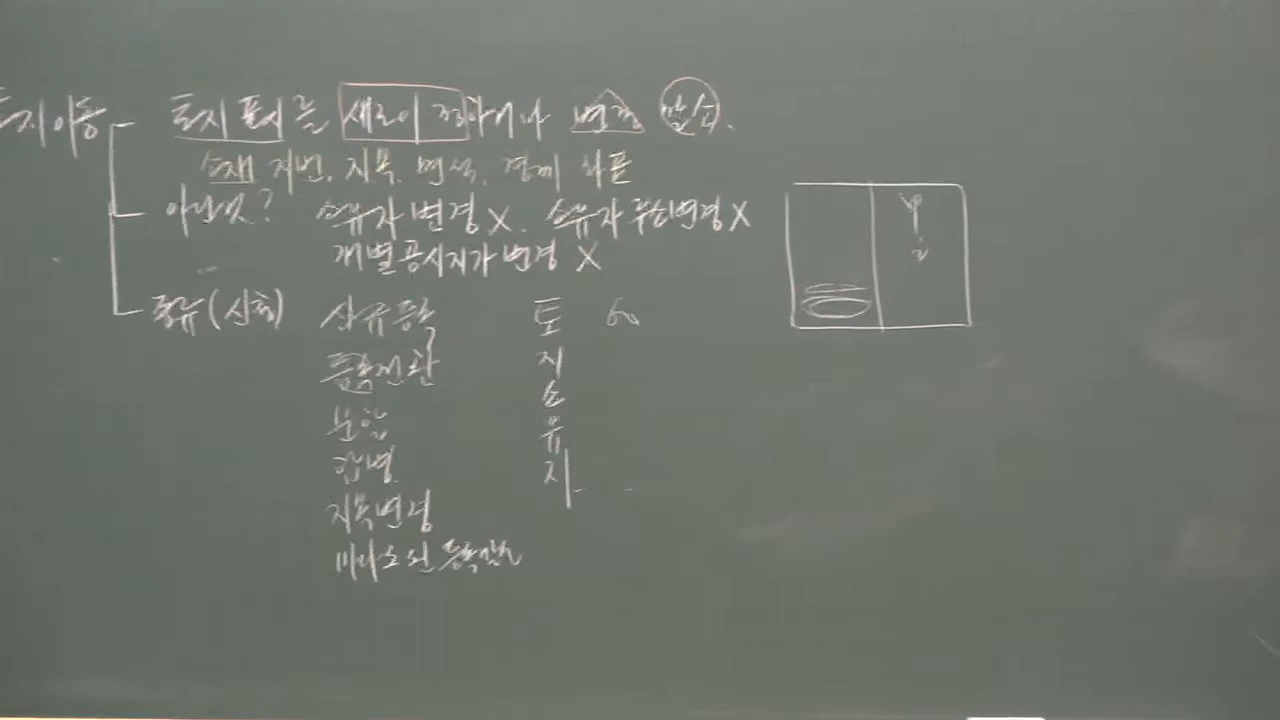 토지이동
토지 표시를 새로이 정하거나 변경 말소.
소재 지번, 지목, 면적, 경계 좌표
아닌것? 소유자 변경 X. 소유자 주소변경 X
개별공시지가 변경 X
종류(신청) 신규등록 토 60
등록전환 지
분할 소
합병 유
지목변경 지
바다로 된 등록말소